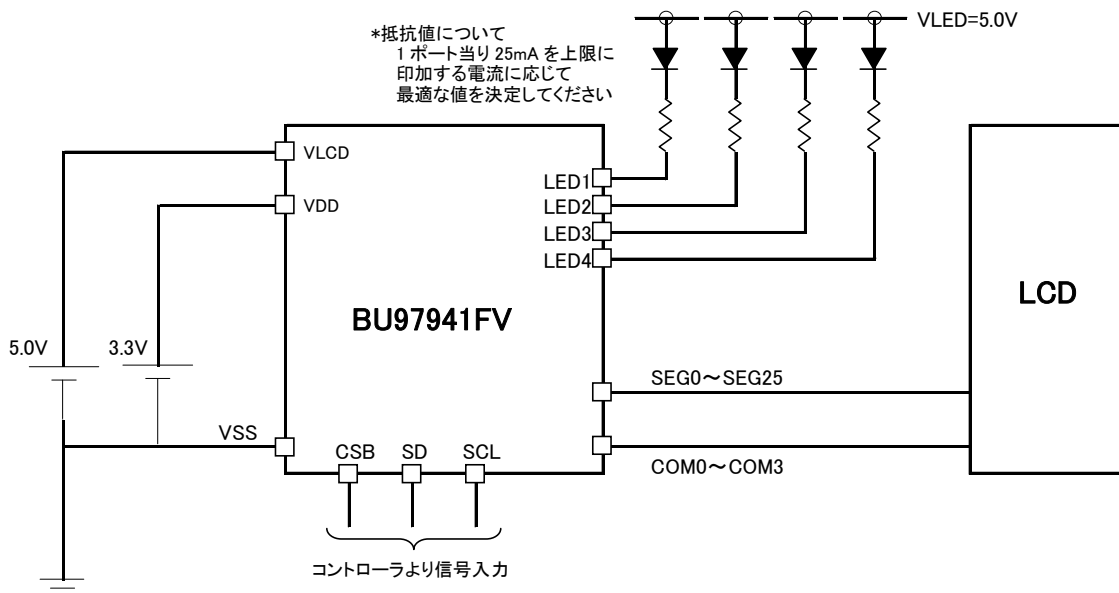 *抵抗値について
1 ポート当り 25mA を上限に
印加する電流に応じて
最適な値を決定してください
VLED=5.0V
VLCD
VDD
LED1
LED2
LED3
LED4
BU97941FV
LCD
5.0V
3.3V
SEG0～SEG25
VSS
CSB
SD
SCL
COM0～COM3
コントローラより信号入力